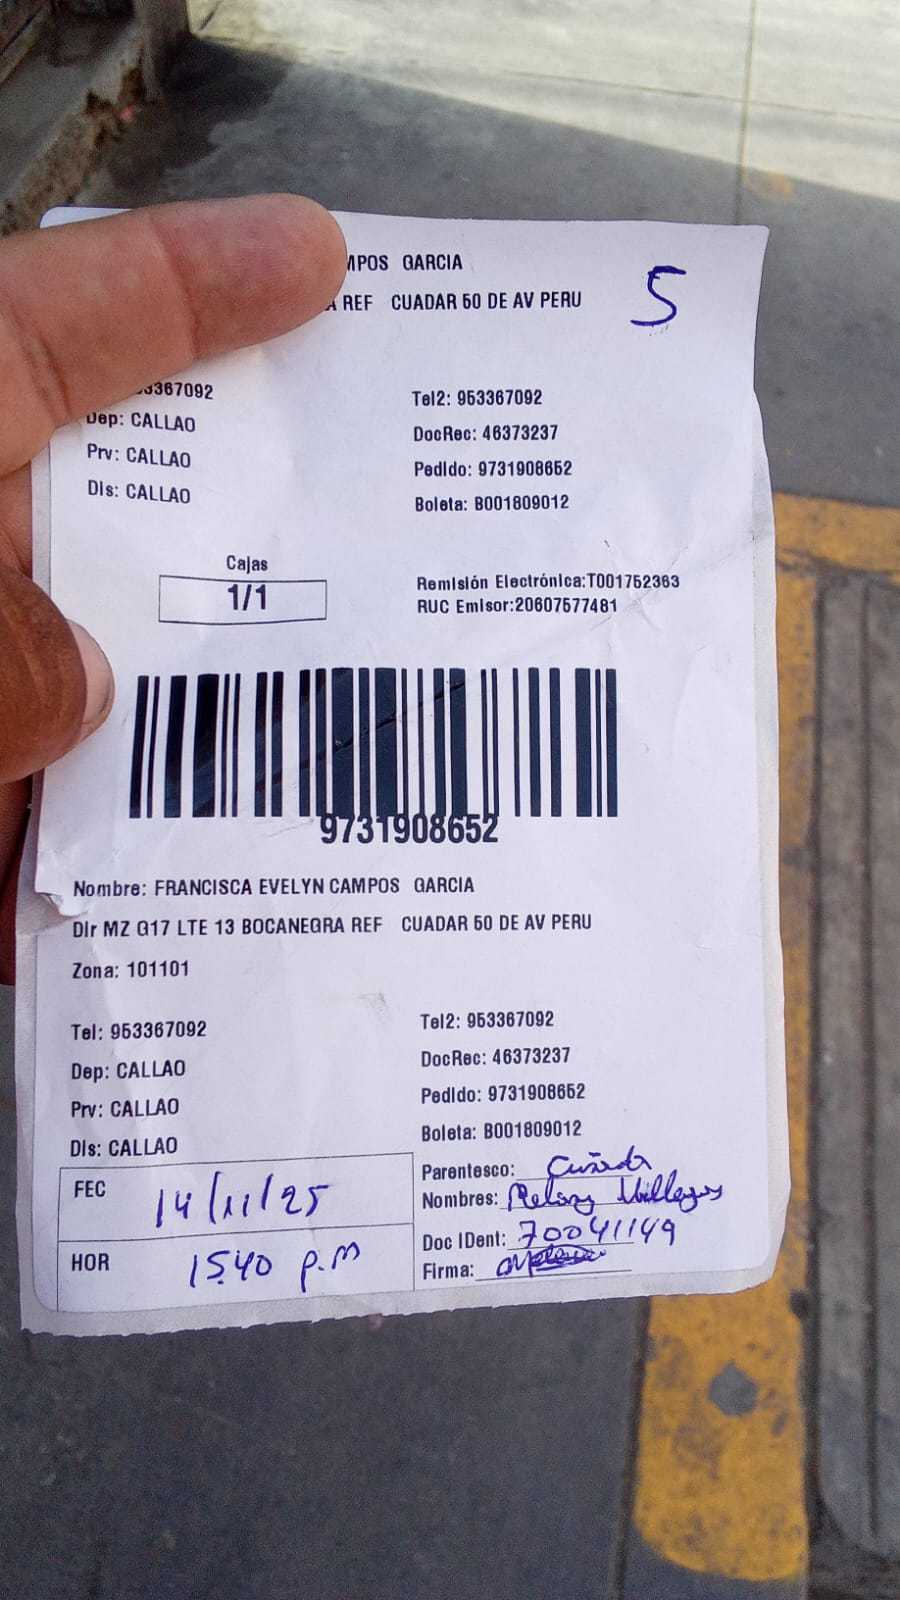 MPOS GARCIA
A REF CUADAR 50 DE AV PERU
5
53367092
Tel2: 953367092
Dep: CALLAO
DocRec: 46373237
Prv: CALLAO
Pedido: 9731908652
Dis: CALLAO
Boleta: B001809012
Cajas
1/1
Remisión Electrónica:T001752363
RUC Emisor:20607577481
9731908652
Nombre: FRANCISCA EVELYN CAMPOS GARCIA
Dir MZ G17 LTE 13 BOCANEGRA REF CUADAR 50 DE AV PERU
Zona: 101101
Tel: 953367092
Tel2: 953367092
Dep: CALLAO
DocRec: 46373237
Prv: CALLAO
Pedido: 9731908652
Dis: CALLAO
Boleta: B001809012
FEC 14/11/25
Parentesco: Cuñada
Nombres:
Doc IDent: 70041149
HOR 15:40 p.m
Firma: